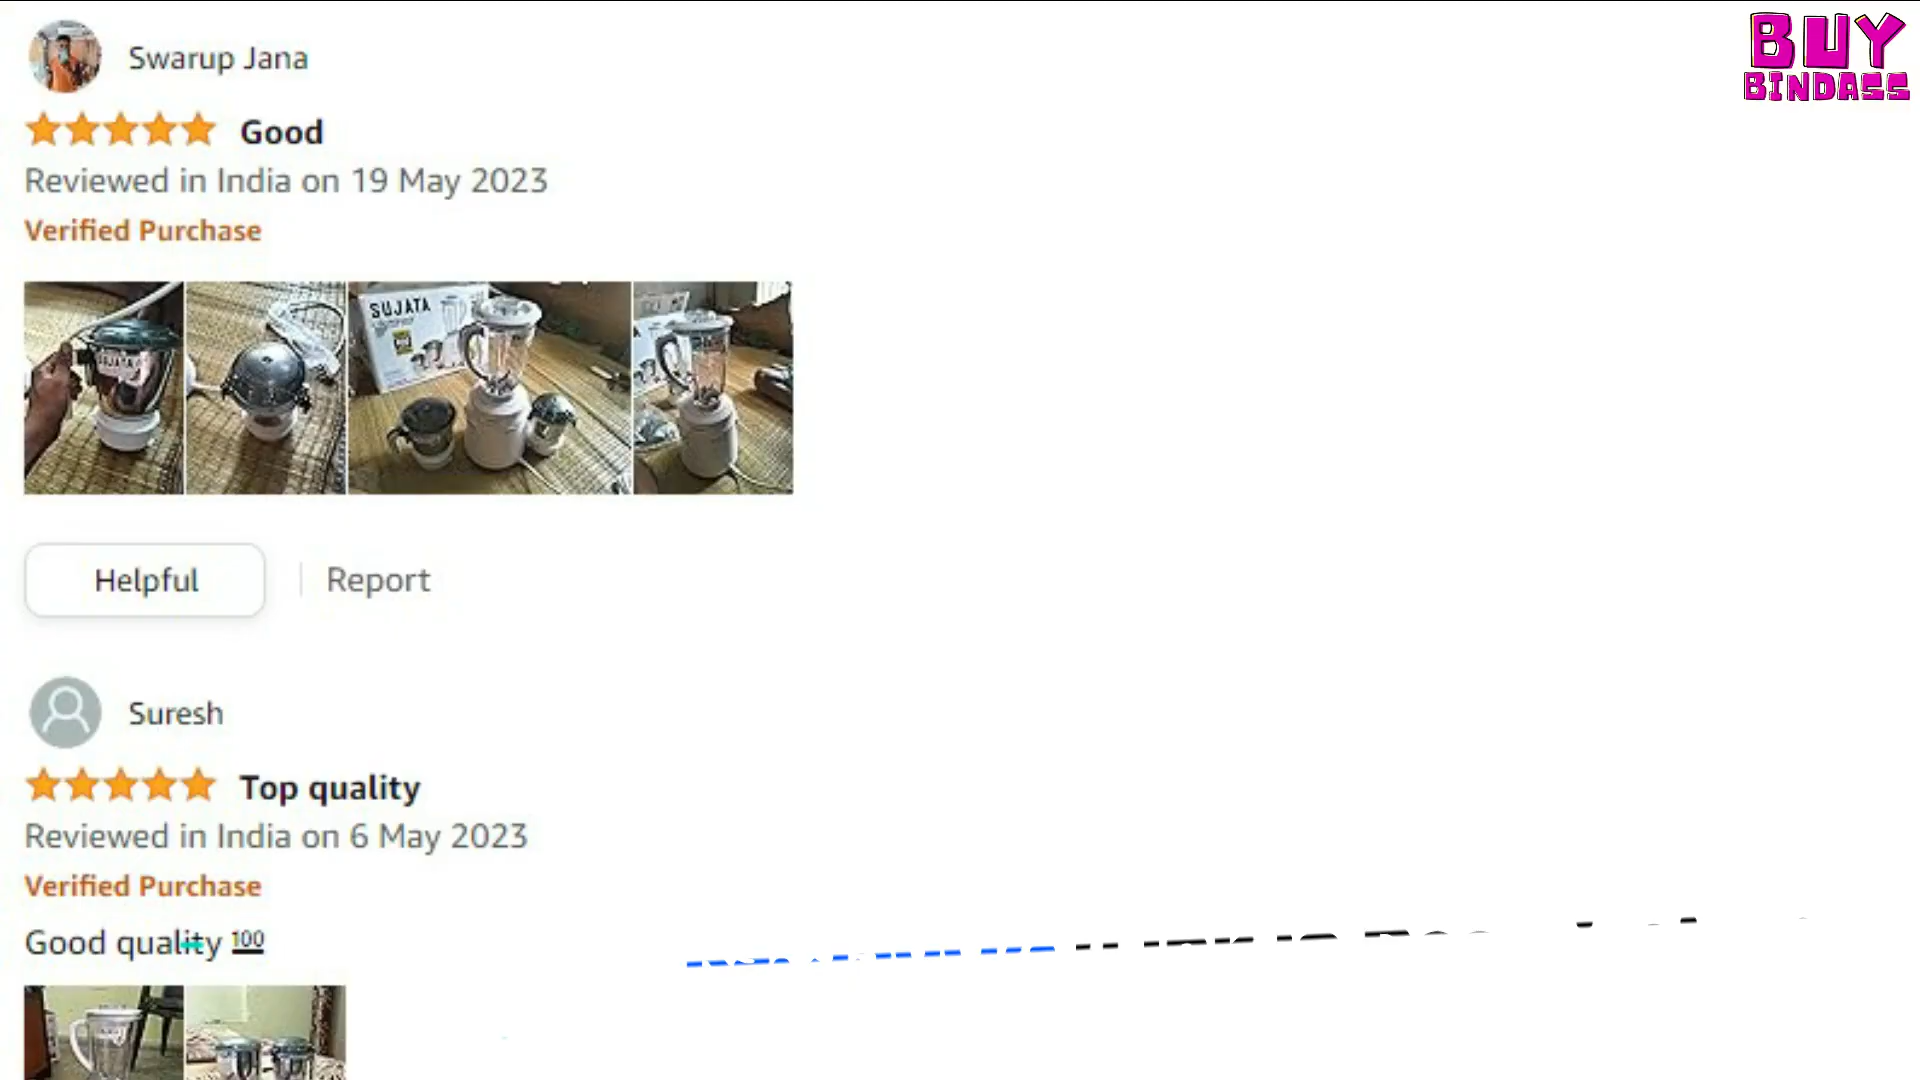 BUY
BINDASS
Swarup Jana
Good
Reviewed in India on 19 May 2023
Verified Purchase
SUJATA
SUJATA
Helpful
Report
Suresh
Top quality
Reviewed in India on 6 May 2023
Verified Purchase
Good quality 100